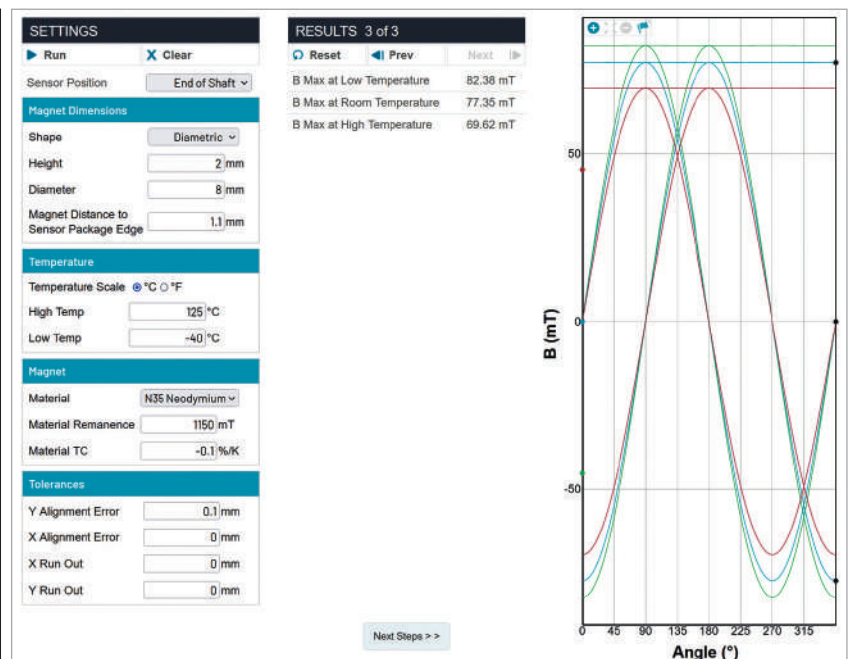 SETTINGS
Run X Clear
Sensor Position End of Shaft
Magnet Dimensions
Shape Diametric
Height 2 mm
Diameter 8 mm
Magnet Distance to
Sensor Package Edge 1.1 mm
Temperature
Temperature Scale °C °F
High Temp 125 °C
Low Temp -40 °C
Magnet
Material N35 Neodymium
Material Remanence 1150 mT
Material TC -0.1 %/K
Tolerances
Y Alignment Error 0.1 mm
X Alignment Error 0 mm
X Run Out 0 mm
Y Run Out 0 mm
RESULTS 3 of 3
Reset Prev Next
B Max at Low Temperature 82.38 mT
B Max at Room Temperature 77.35 mT
B Max at High Temperature 69.62 mT
Next Steps > >
B (mT)
50
0
-50
0 45 90 135 180 225 270 315
Angle (°)